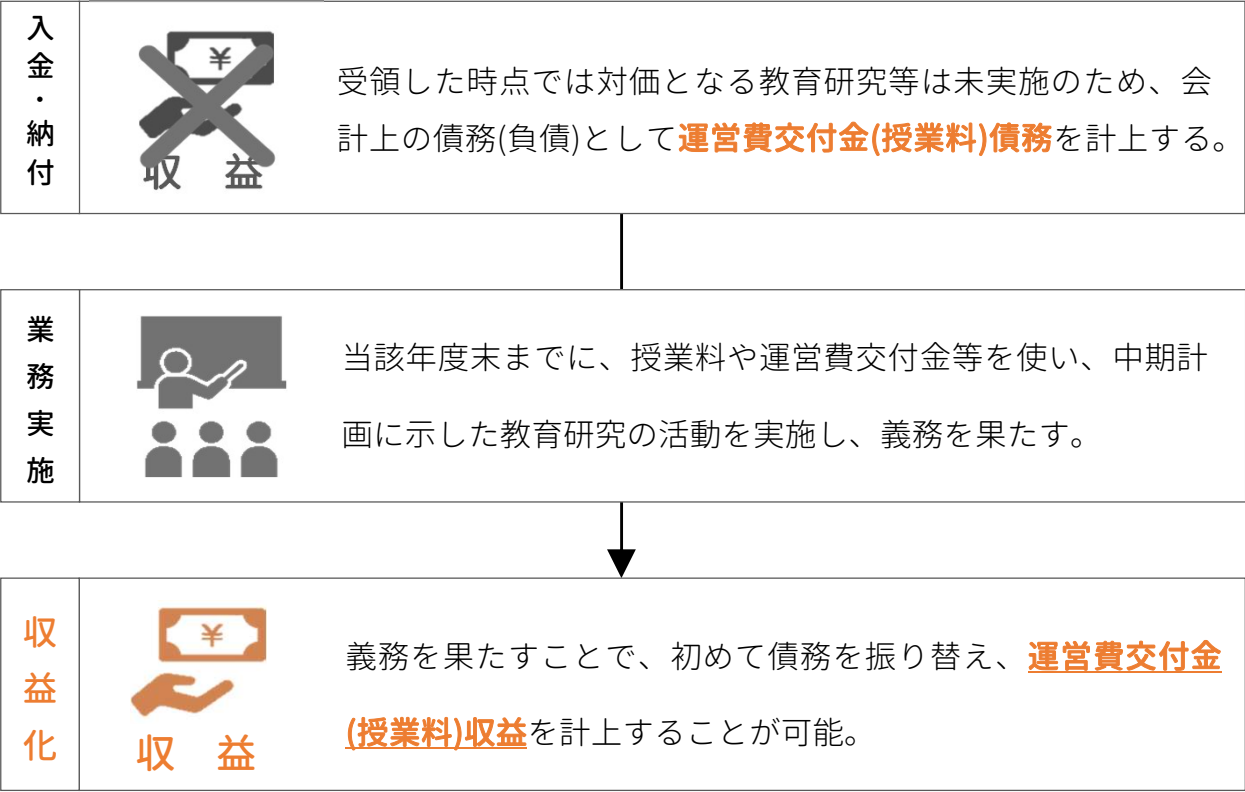 入金・納付
¥
収 益
受領した時点では対価となる教育研究等は未実施のため、会
計上の債務(負債)として運営費交付金(授業料)債務を計上する。
業務実施
当該年度末までに、授業料や運営費交付金等を使い、中期計
画に示した教育研究の活動を実施し、義務を果たす。
収益化
¥
収 益
義務を果たすことで、初めて債務を振り替え、運営費交付金
(授業料)収益を計上することが可能。